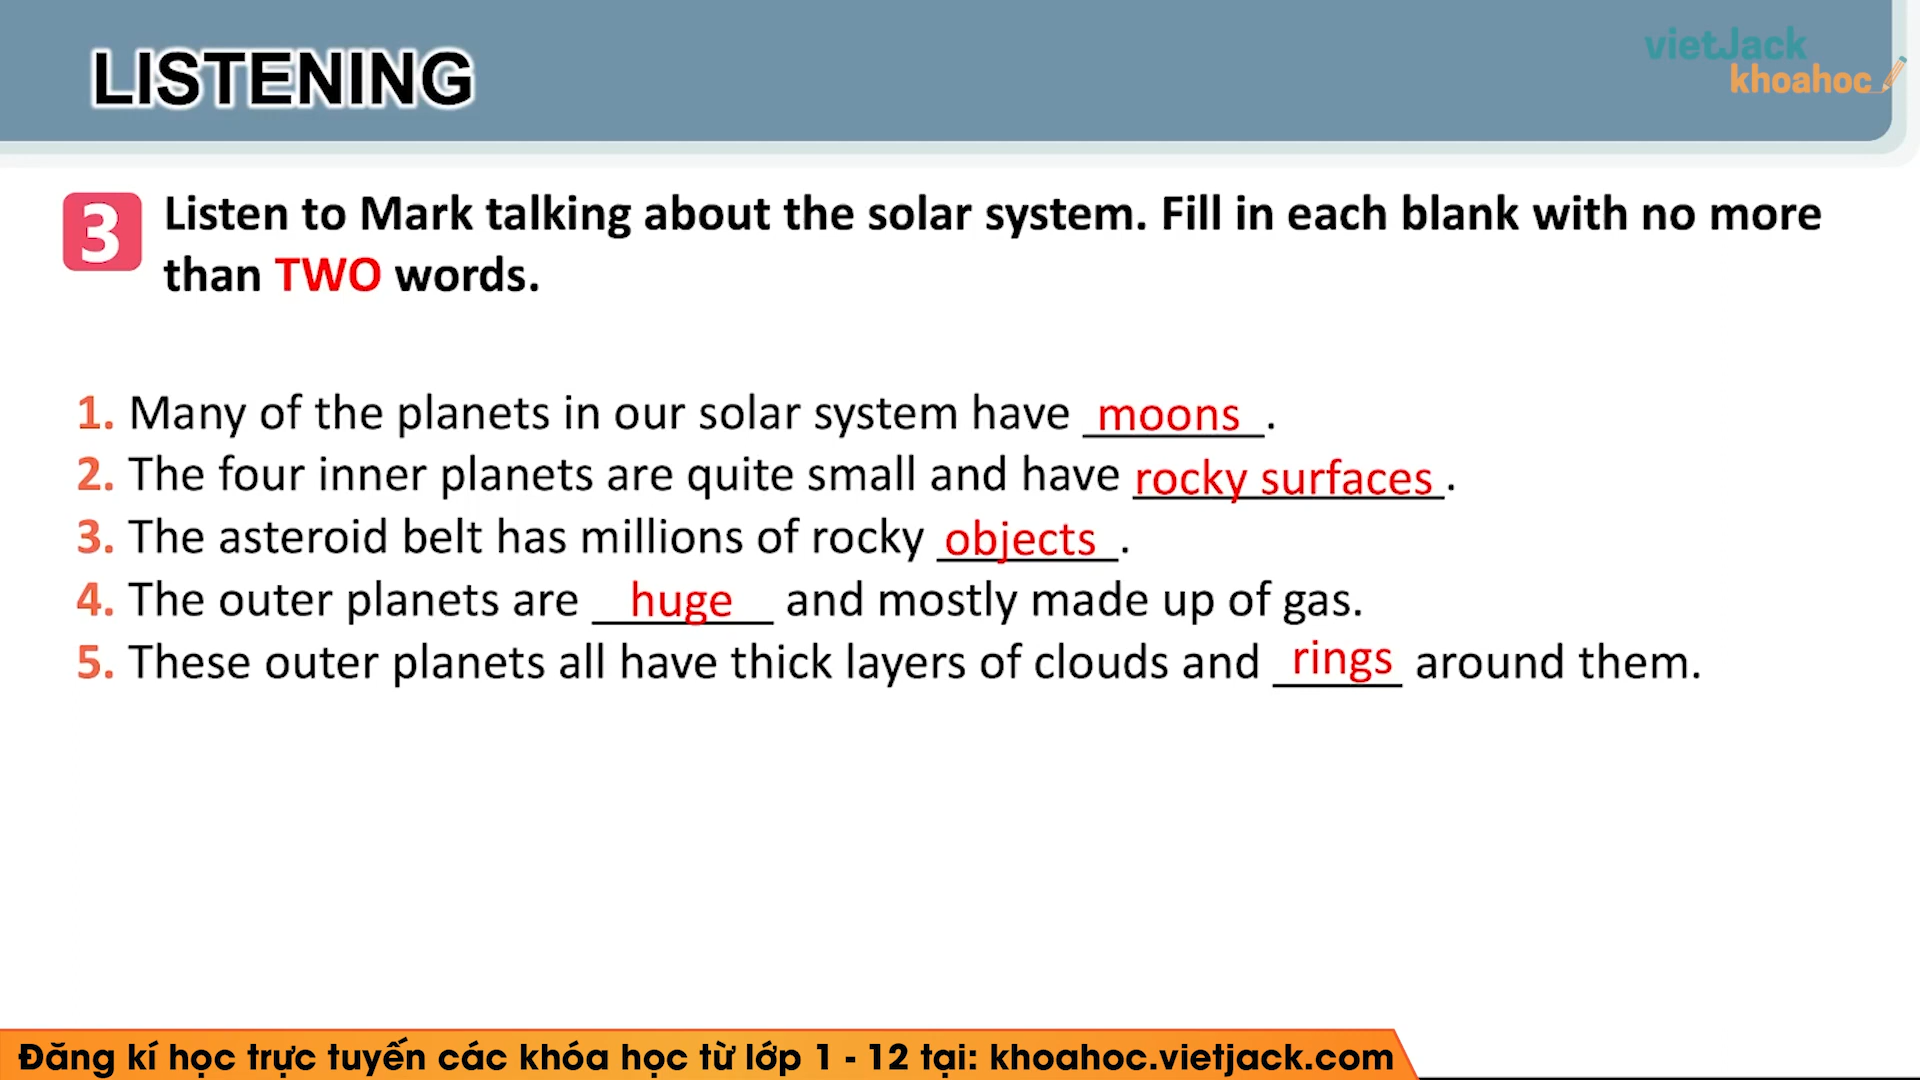 LISTENING
vietJack
khoahoc
3 Listen to Mark talking about the solar system. Fill in each blank with no more
than TWO words.
1. Many of the planets in our solar system have moons.
2. The four inner planets are quite small and have rocky surfaces.
3. The asteroid belt has millions of rocky objects.
4. The outer planets are huge and mostly made up of gas.
5. These outer planets all have thick layers of clouds and rings around them.
Đăng kí học trực tuyến các khóa học từ lớp 1 - 12 tại: khoahoc.vietjack.com